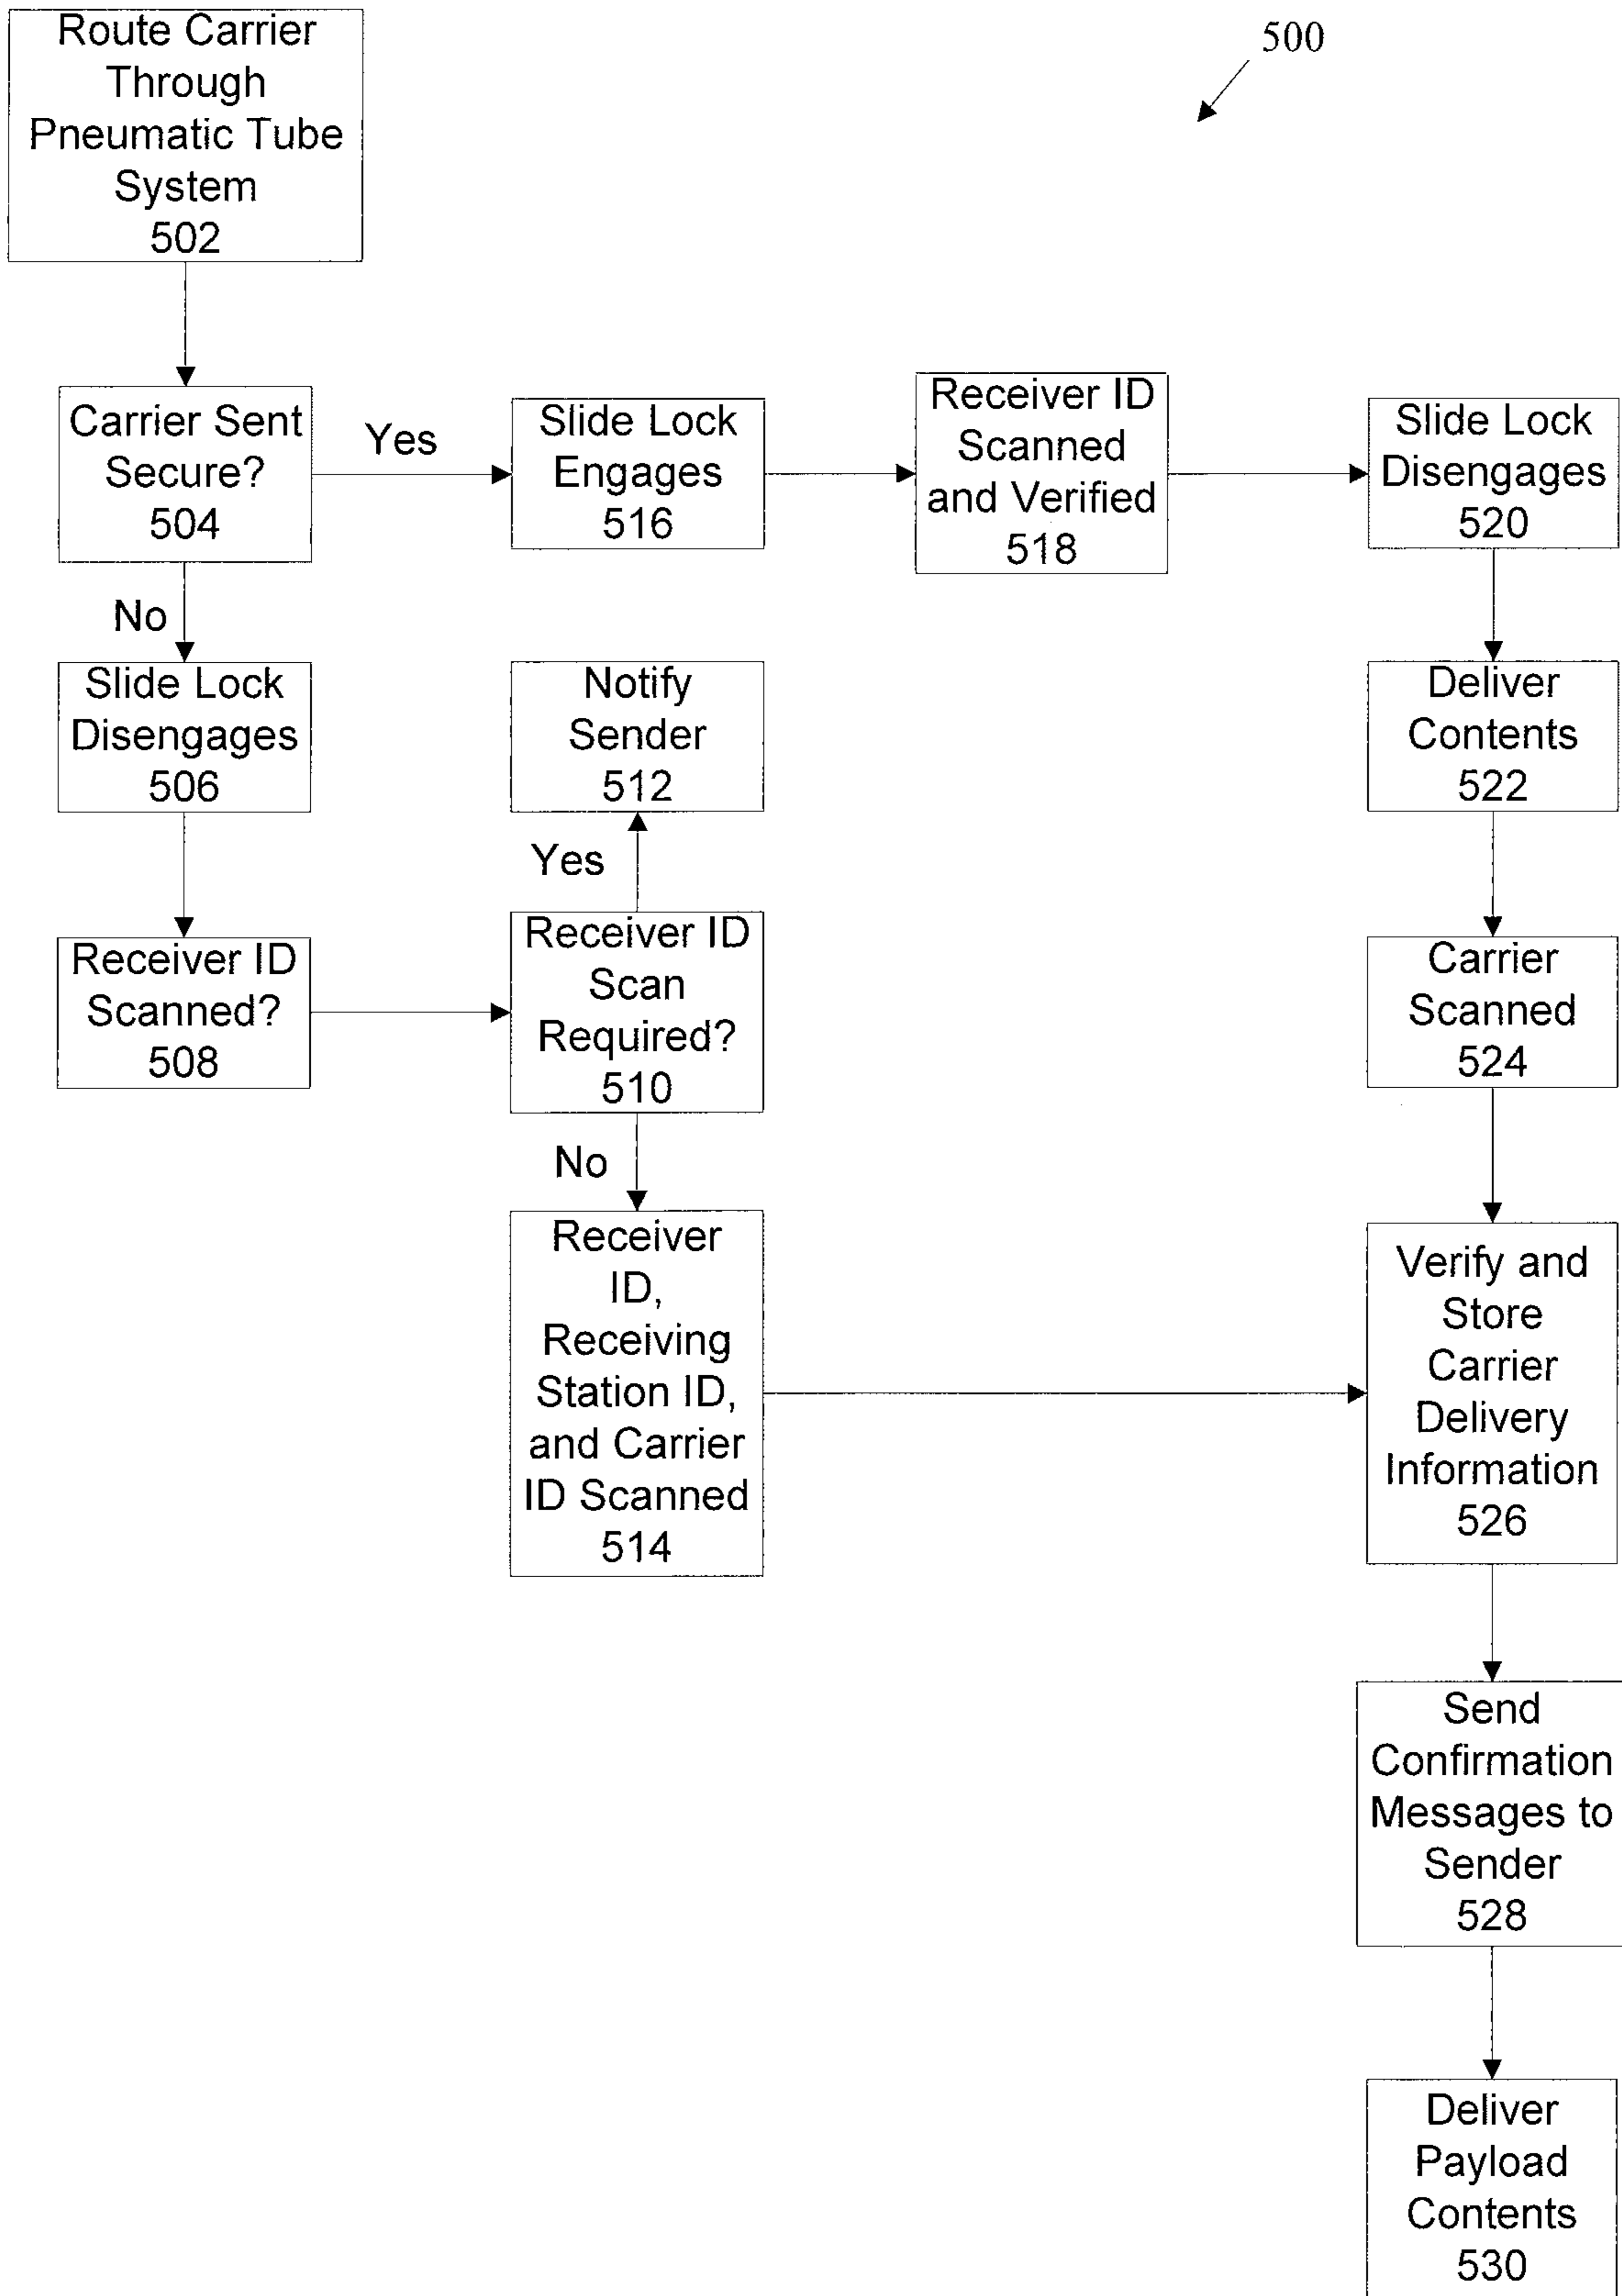 Route Carrier
Through
Pneumatic Tube
System
502
500
Carrier Sent
Secure?
504
Yes
Slide Lock
Engages
516
Receiver ID
Scanned
and Verified
518
Slide Lock
Disengages
520
No
Slide Lock
Disengages
506
Notify
Sender
512
Deliver
Contents
522
Yes
Receiver ID
Scanned?
508
Receiver ID
Scan
Required?
510
Carrier
Scanned
524
No
Receiver
ID,
Receiving
Station ID,
and Carrier
ID Scanned
514
Verify and
Store
Carrier
Delivery
Information
526
Send
Confirmation
Messages to
Sender
528
Deliver
Payload
Contents
530